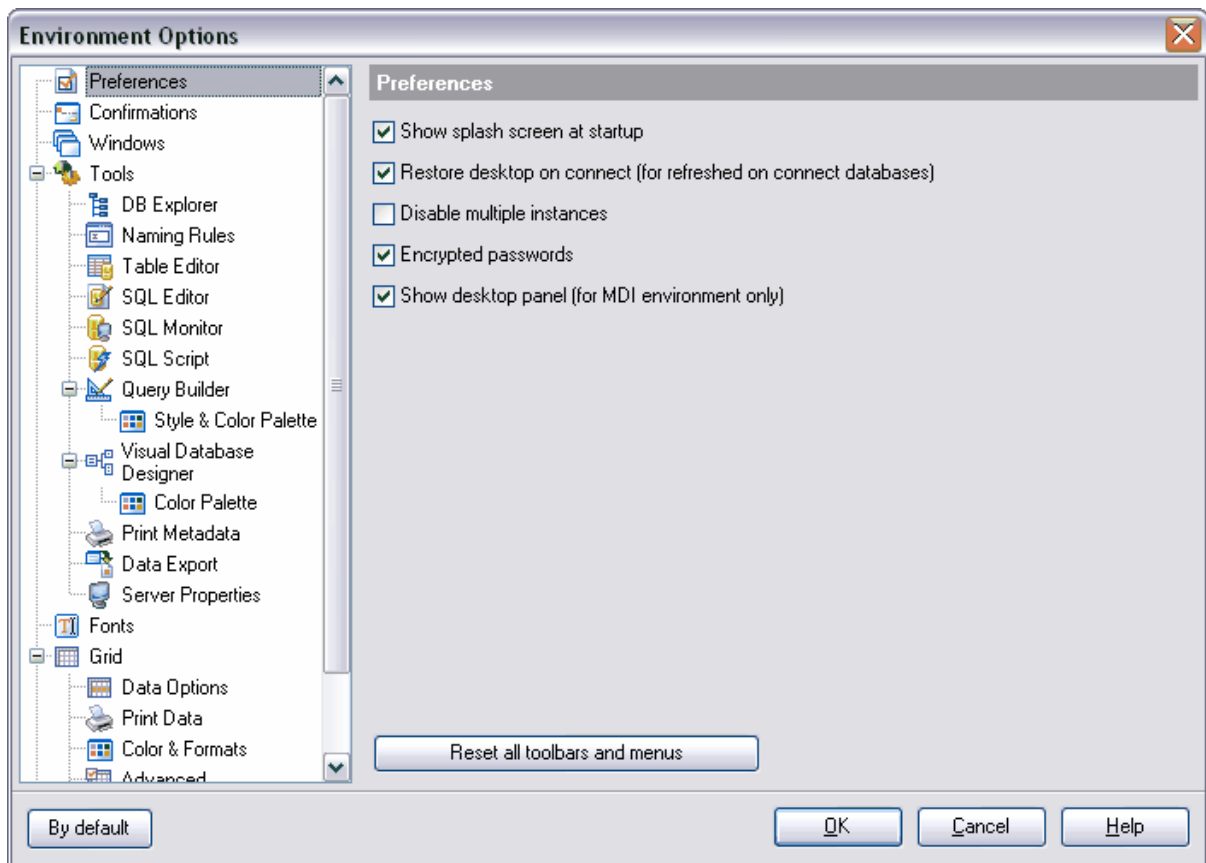 Environment Options
Preferences
Confirmations
Windows
Tools
DB Explorer
Naming Rules
Table Editor
SQL Editor
SQL Monitor
SQL Script
Query Builder
Style & Color Palette
Visual Database
Designer
Color Palette
Print Metadata
Data Export
Server Properties
Fonts
Grid
Data Options
Print Data
Color & Formats
Advanced
Preferences
Show splash screen at startup
Restore desktop on connect (for refreshed on connect databases)
Disable multiple instances
Encrypted passwords
Show desktop panel (for MDI environment only)
Reset all toolbars and menus
By default
OK
Cancel
Help